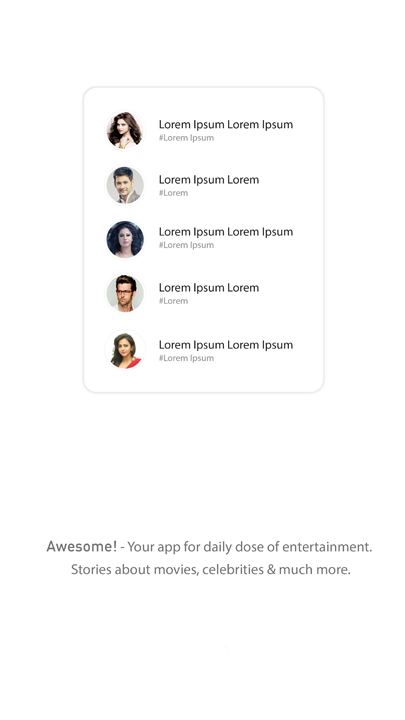 Lorem Ipsum Lorem Ipsum
#Lorem Ipsum
Lorem Ipsum Lorem
#Lorem
Lorem Ipsum Lorem Ipsum
#Lorem Ipsum
Lorem Ipsum Lorem
#Lorem
Lorem Ipsum Lorem Ipsum
#Lorem Ipsum
Awesome! - Your app for daily dose of entertainment.
Stories about movies, celebrities & much more.